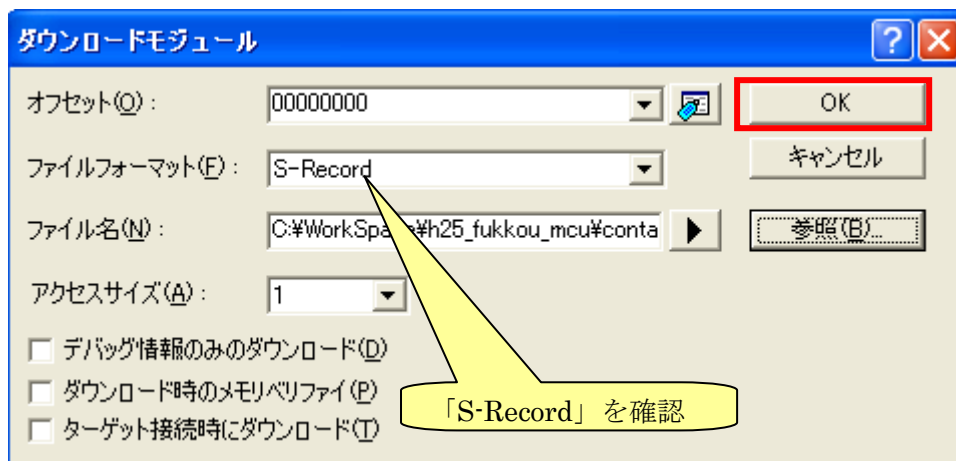 ダウンロードモジュール
オフセット(O) : 00000000 OK
ファイルフォーマット(F) : S-Record キャンセル
ファイル名(N) : C:¥WorkSpa e¥h25_fukkou_mcu¥conta 参照(B)...
アクセスサイズ(A) : 1
デバッグ情報のみのダウンロード(D)
ダウンロード時のメモリベリファイ(P)
「S-Record」を確認
ターゲット接続時にダウンロード(T)